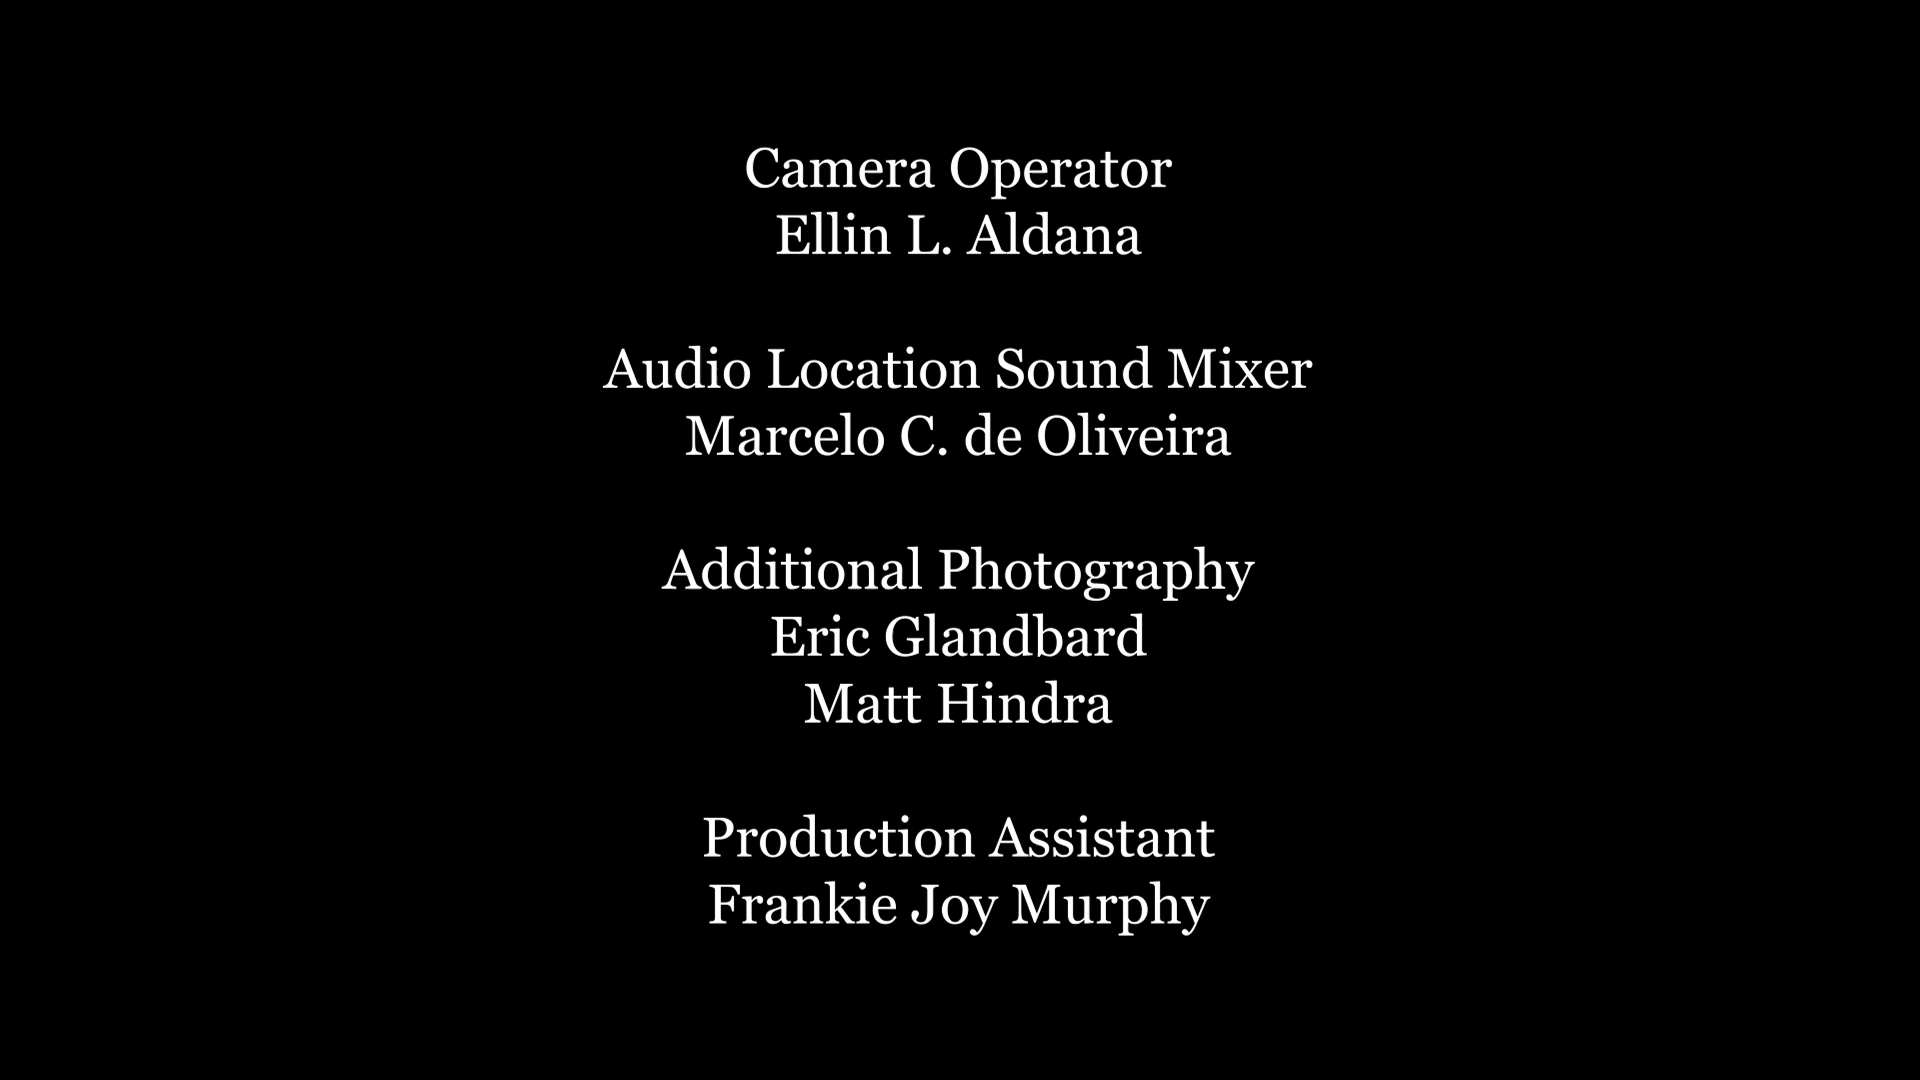 Camera Operator
Ellin L. Aldana
Audio Location Sound Mixer
Marcelo C. de Oliveira
Additional Photography
Eric Glandbard
Matt Hindra
Production Assistant
Frankie Joy Murphy